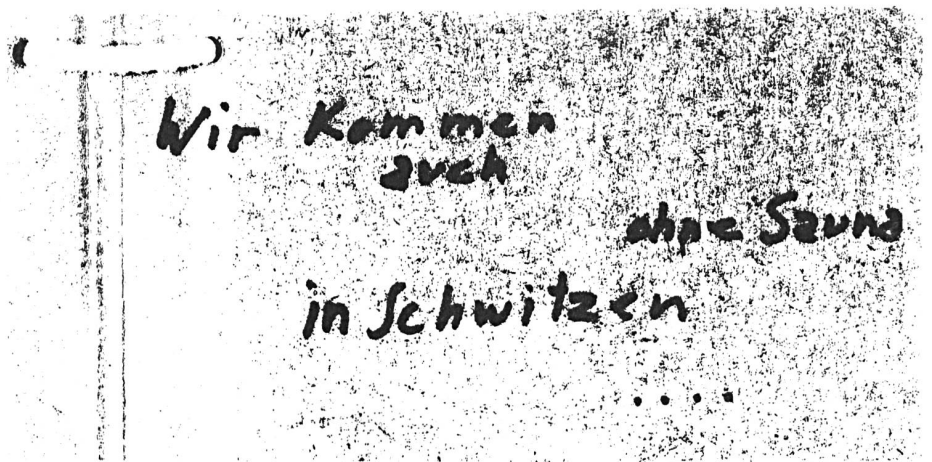 Wir Kommen
auch
ohne Sauna
in Schwitzen
.....